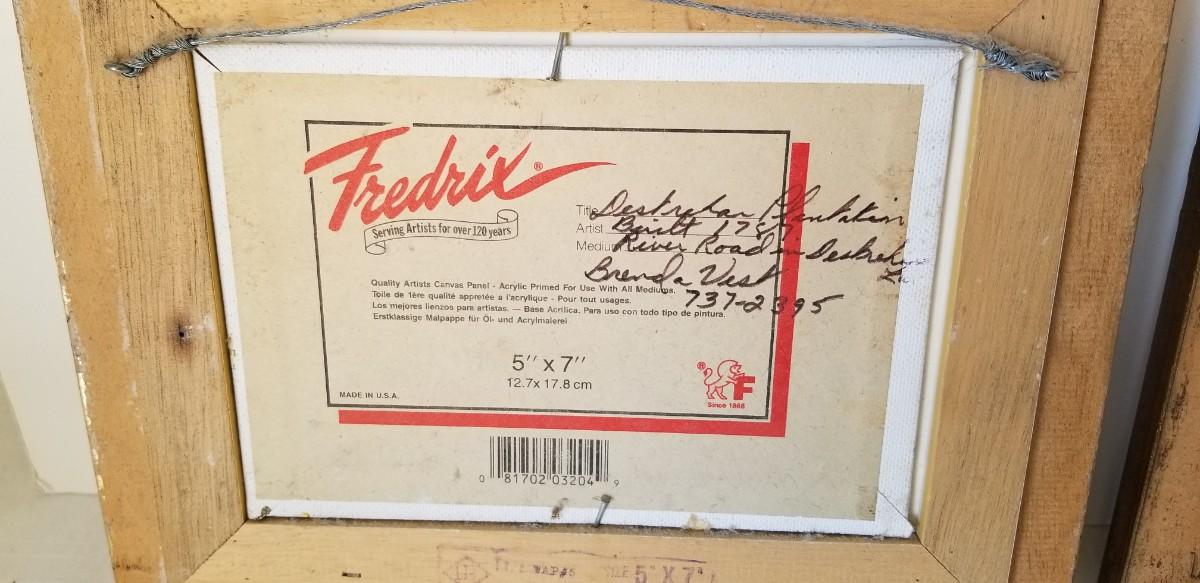 Fredrix®
Serving Artists for over 120 years
Title Destrehan Plantation
Artist Built 1787
Medium River Road in Destrehan
La
Brenda Vest
737-2395
Quality Artists Canvas Panel - Acrylic Primed For Use With All Mediums.
Toile de 1ère qualité appretée a l'acrylique - Pour tout usages.
Los mejores lienzos para artistas. — Base Acrílica. Para uso con todo tipo de pintura.
Erstklassige Malpappe für Öl- und Acrylmalerei
5" x 7"
12.7x 17.8 cm
MADE IN U.S.A.
® F
Since 1868
0 81702 03204 9
5" X 7"